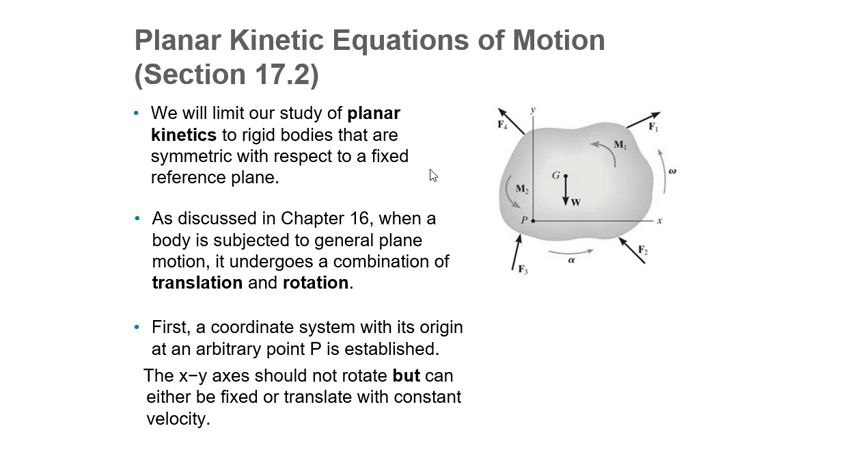 Planar Kinetic Equations of Motion
(Section 17.2)
• We will limit our study of planar
kinetics to rigid bodies that are
symmetric with respect to a fixed
reference plane.
• As discussed in Chapter 16, when a
body is subjected to general plane
motion, it undergoes a combination of
translation and rotation.
• First, a coordinate system with its origin
at an arbitrary point P is established.
The x−y axes should not rotate but can
either be fixed or translate with constant
velocity.
y
F₄
F₁
M₁
G
ω
M₂
W
P
x
F₂
α
F₃